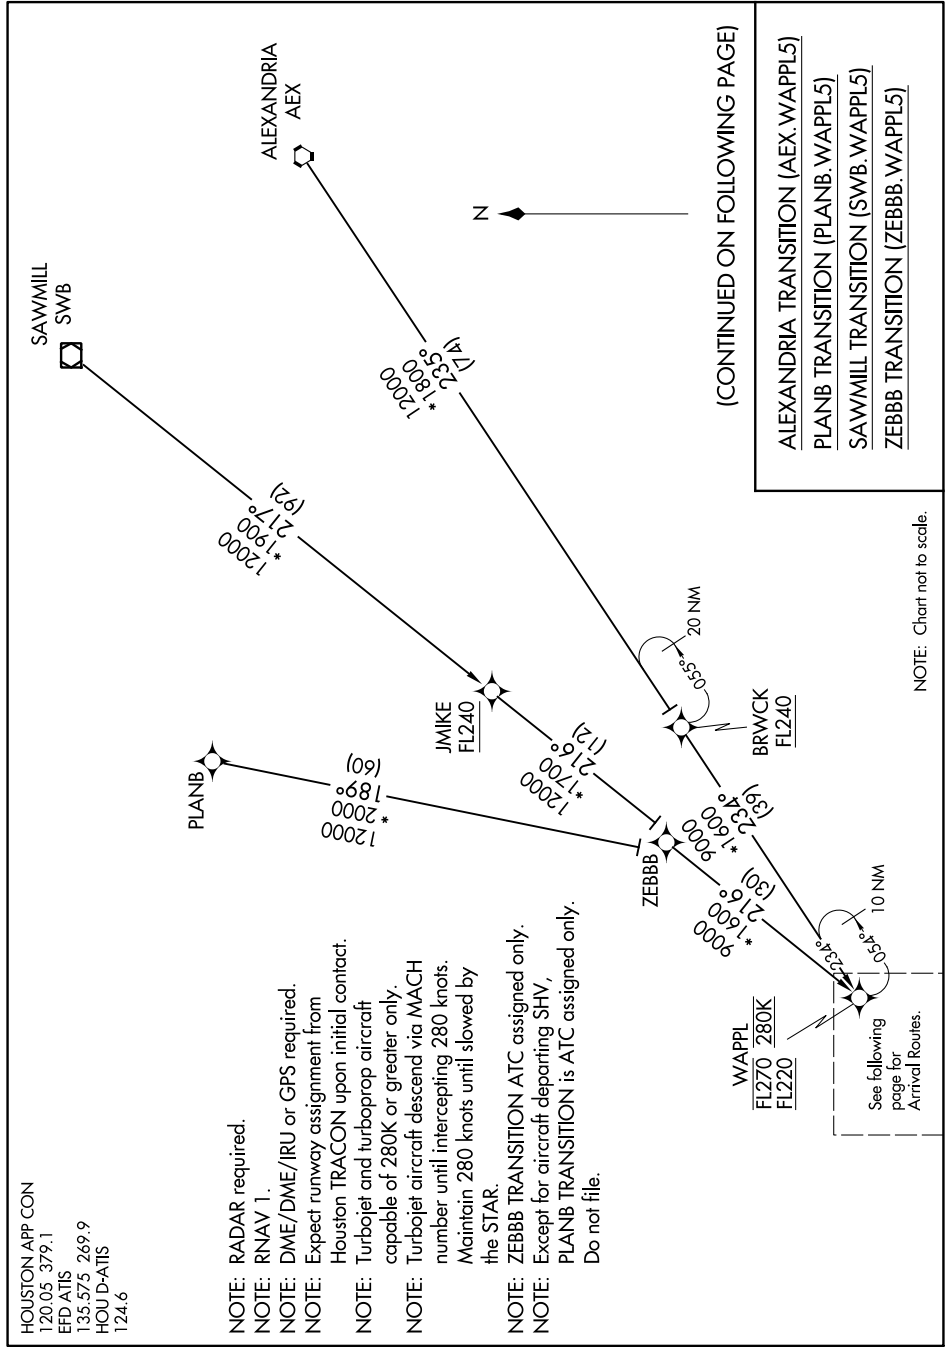 HOUSTON APP CON
120.05 379.1
EFD ATIS
135.575 269.9
HOU D-ATIS
124.6
NOTE: RADAR required.
NOTE: RNAV 1.
NOTE: DME/DME/IRU or GPS required.
NOTE: Expect runway assignment from
Houston TRACON upon initial contact.
NOTE: Turbojet and turboprop aircraft
capable of 280K or greater only.
NOTE: Turbojet aircraft descend via MACH
number until intercepting 280 knots.
Maintain 280 knots until slowed by
the STAR.
NOTE: ZEBBB TRANSITION ATC assigned only.
NOTE: Except for aircraft departing SHV,
PLANB TRANSITION is ATC assigned only.
Do not file.
SAWMILL
SWB
ALEXANDRIA
AEX
PLANB
12000
*2000
189°
(60)
12000
*1900
217°
(92)
12000
*1800
235°
(74)
N
JMIKE
FL240
12000
*1700
216°
(12)
ZEBBB
9000
*1600
216°
(30)
9000
*1600
234°
(39)
BRWCK
FL240
055°
20 NM
WAPPL
FL270 280K
FL220
234°
054°
10 NM
See following
page for
Arrival Routes.
NOTE: Chart not to scale.
(CONTINUED ON FOLLOWING PAGE)
ALEXANDRIA TRANSITION (AEX.WAPPL5)
PLANB TRANSITION (PLANB.WAPPL5)
SAWMILL TRANSITION (SWB.WAPPL5)
ZEBBB TRANSITION (ZEBBB.WAPPL5)